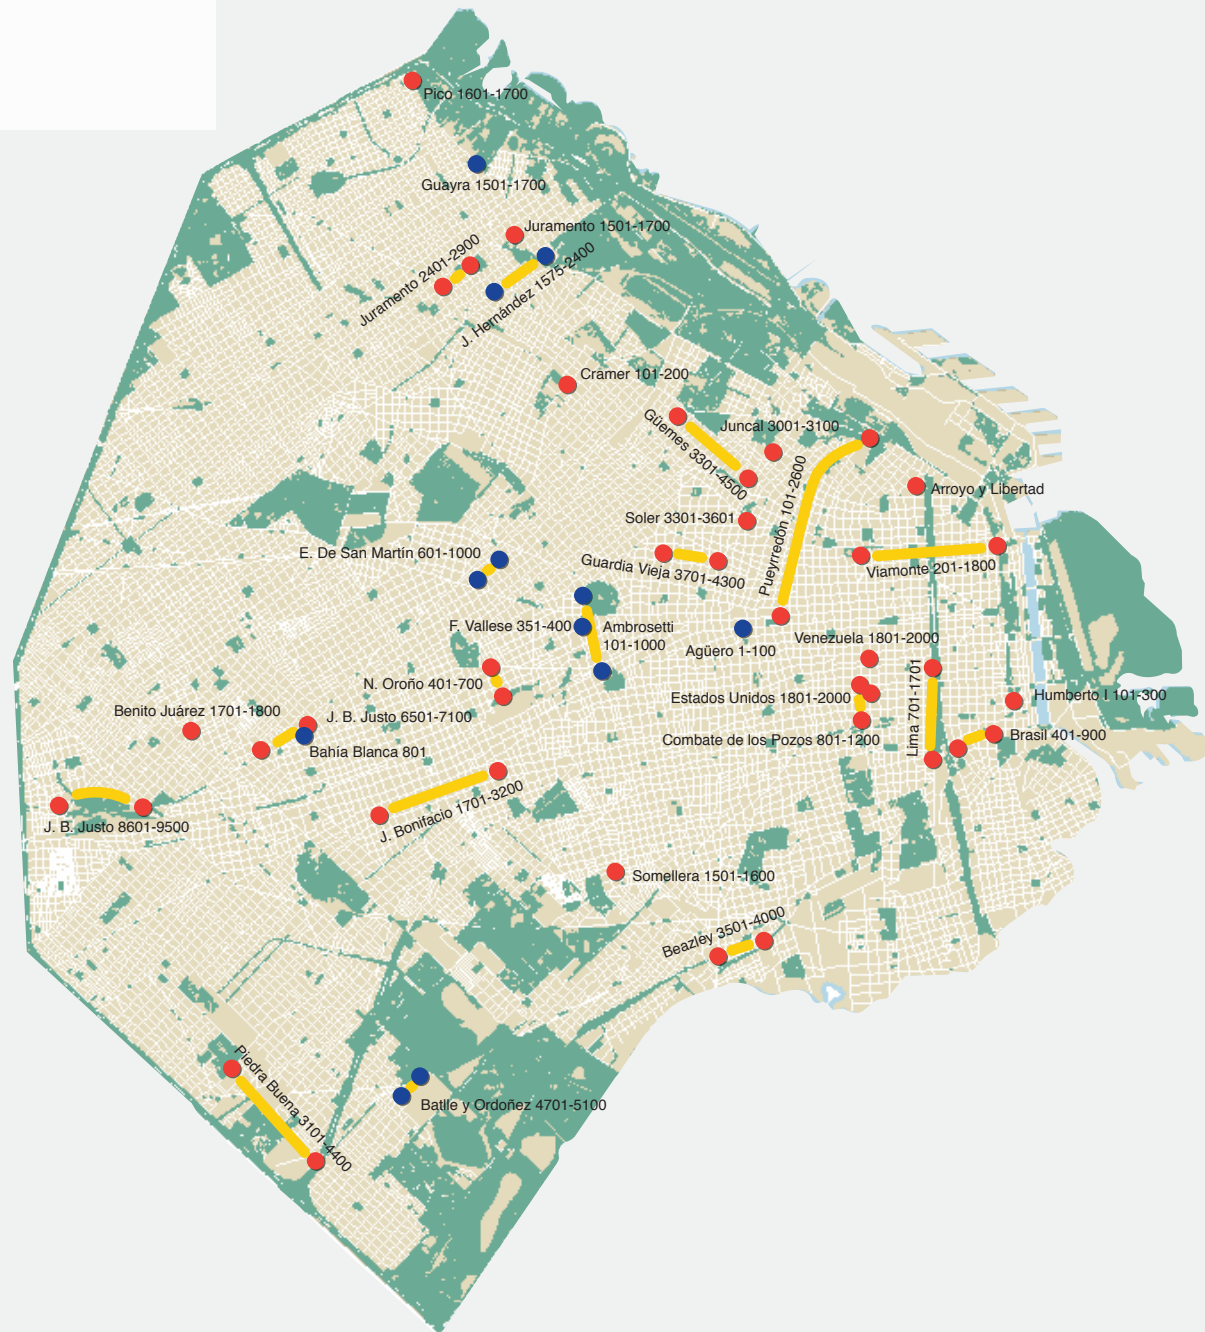 Pico 1601-1700
Guayra 1501-1700
Juramento 1501-1700
Juramento 2401-2900
J. Hernández 1575-2400
Cramer 101-200
Güemes 3301-4500
Juncal 3001-3100
Pueyrredón 101-2600
Arroyo y Libertad
Soler 3301-3601
E. De San Martín 601-1000
Guardia Vieja 3701-4300
Viamonte 201-1800
F. Vallese 351-400
Ambrosetti
101-1000
Agüero 1-100
Venezuela 1801-2000
N. Oroño 401-700
Estados Unidos 1801-2000
Lima 701-1701
Humberto I 101-300
Benito Juárez 1701-1800
J. B. Justo 6501-7100
Bahía Blanca 801
Combate de los Pozos 801-1200
Brasil 401-900
J. Bonifacio 1701-3200
J. B. Justo 8601-9500
Somellera 1501-1600
Beazley 3501-4000
Piedra Buena 3101-4400
Batlle y Ordoñez 4701-5100